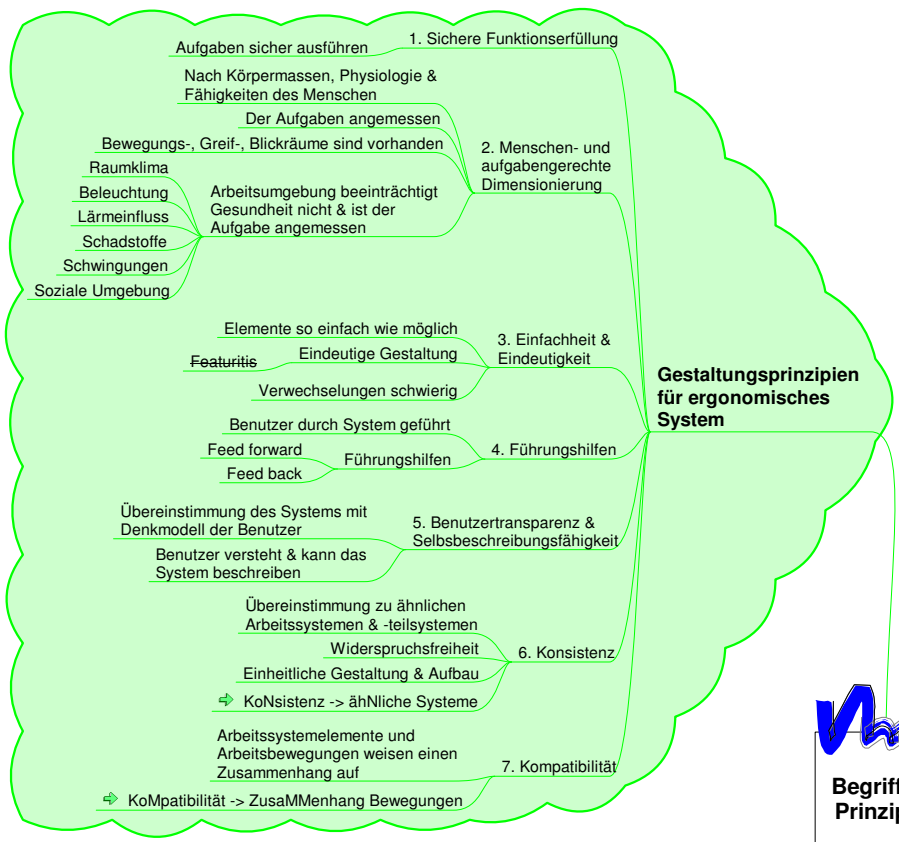 1. Sichere Funktionserfüllung
Aufgaben sicher ausführen
Nach Körpermassen, Physiologie &
Fähigkeiten des Menschen
Der Aufgaben angemessen
Bewegungs-, Greif-, Blickräume sind vorhanden
2. Menschen- und
aufgabengerechte
Dimensionierung
Raumklima
Beleuchtung
Lärmeinfluss
Schadstoffe
Schwingungen
Soziale Umgebung
Arbeitsumgebung beeinträchtigt
Gesundheit nicht & ist der
Aufgabe angemessen
Elemente so einfach wie möglich
Featuritis
Eindeutige Gestaltung
Verwechselungen schwierig
3. Einfachheit &
Eindeutigkeit
Gestaltungsprinzipien
für ergonomisches
System
Benutzer durch System geführt
Feed forward
Feed back
Führungshilfen
4. Führungshilfen
Übereinstimmung des Systems mit
Denkmodell der Benutzer
Benutzer versteht & kann das
System beschreiben
5. Benutzertransparenz &
Selbsbeschreibungsfähigkeit
Übereinstimmung zu ähnlichen
Arbeitssystemen & -teilsystemen
Widerspruchsfreiheit
Einheitliche Gestaltung & Aufbau
KoNsistenz -> ähNliche Systeme
6. Konsistenz
Arbeitssystemelemente und
Arbeitsbewegungen weisen einen
Zusammenhang auf
KoMpatibilität -> ZusaMMenhang Bewegungen
7. Kompatibilität
Begriff
Prinzip